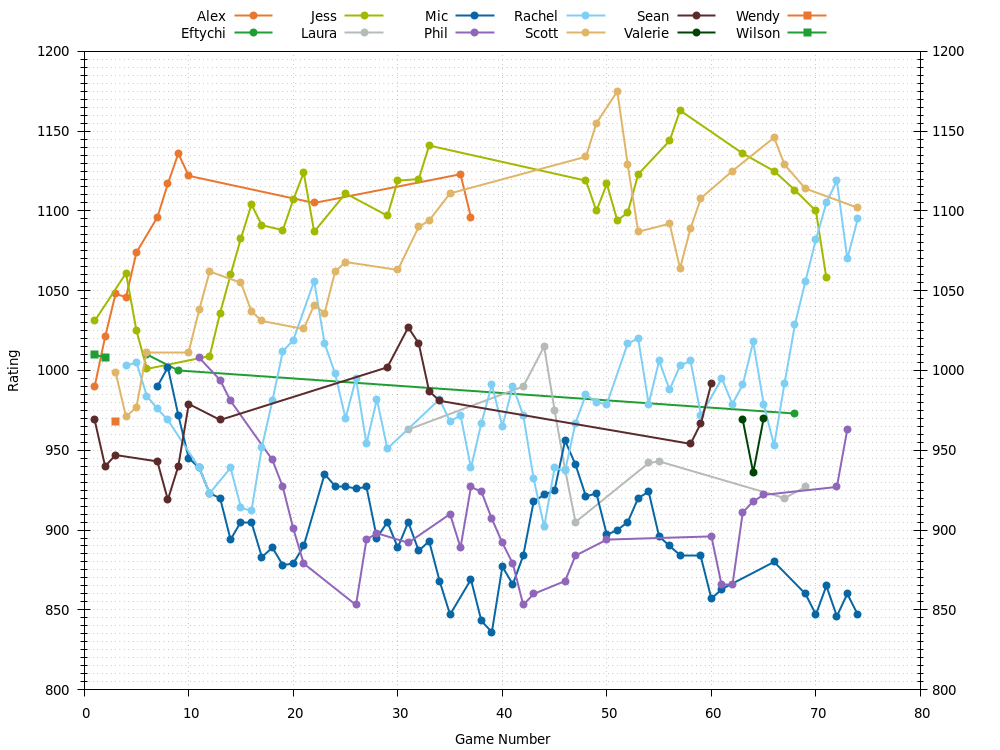 Alex Jess Mic Rachel Sean Wendy
Eftychi Laura Phil Scott Valerie Wilson
1200 1200
1150 1150
1100 1100
1050 1050
1000 1000
950 950
900 900
850 850
800 800
Rating
0 10 20 30 40 50 60 70 80
Game Number